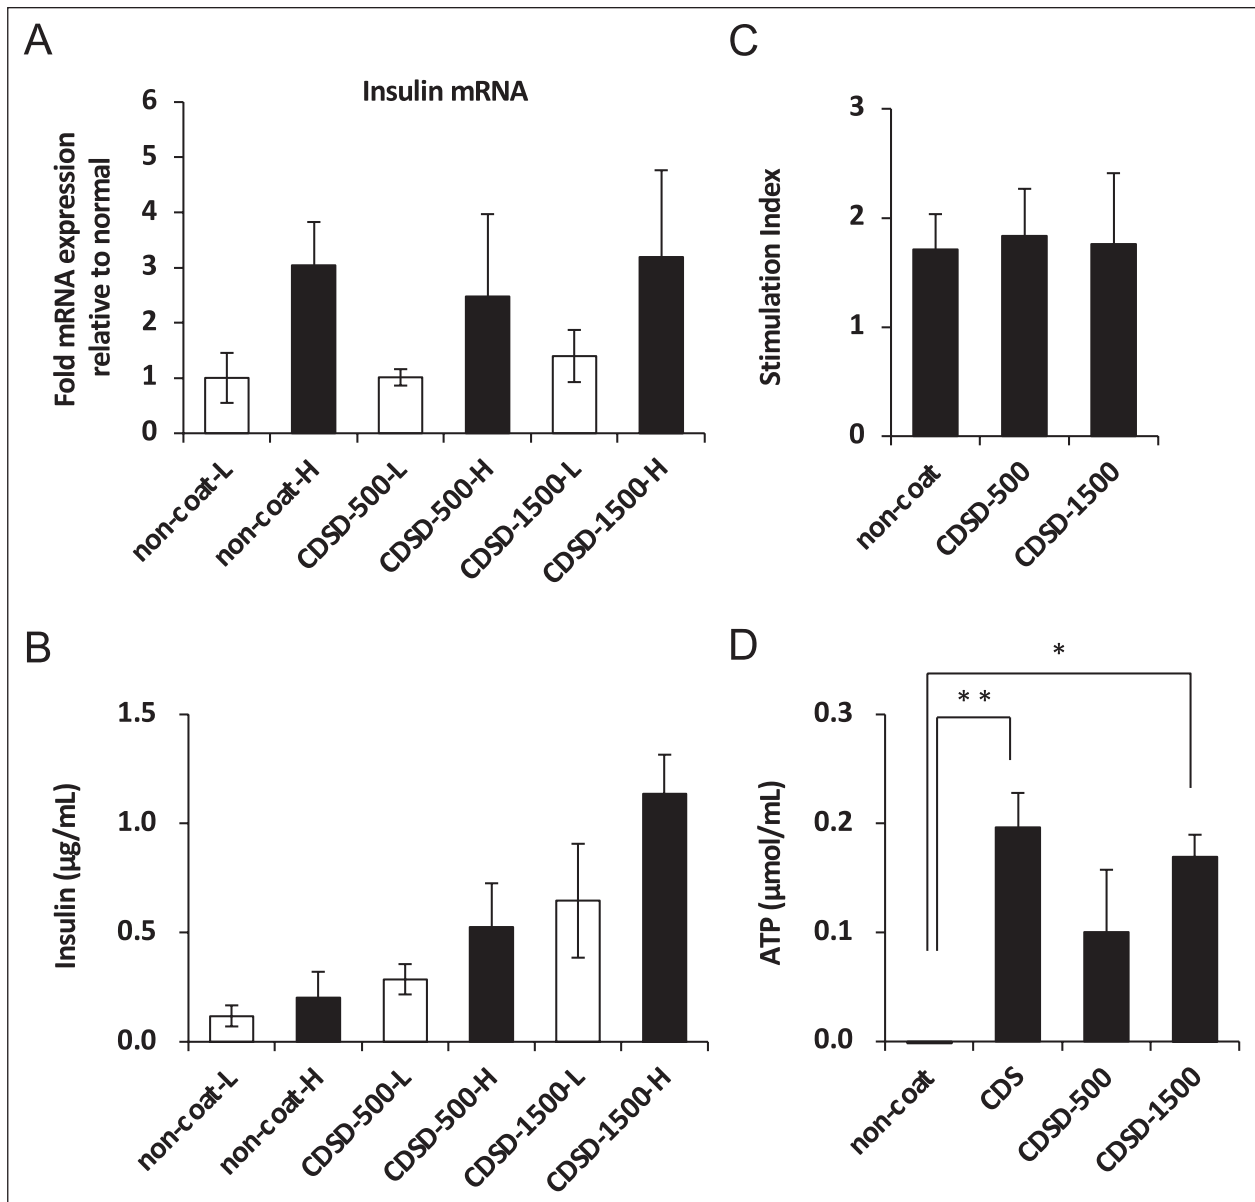 A
Insulin mRNA
Fold mRNA expression
relative to normal
6
5
4
3
2
1
0
non-coat-L
non-coat-H
CDSD-500-L
CDSD-500-H
CDSD-1500-L
CDSD-1500-H
C
Stimulation Index
3
2
1
0
non-coat
CDSD-500
CDSD-1500
B
Insulin (μg/mL)
1.5
1.0
0.5
0.0
non-coat-L
non-coat-H
CDSD-500-L
CDSD-500-H
CDSD-1500-L
CDSD-1500-H
D
*
**
ATP (μmol/mL)
0.3
0.2
0.1
0.0
non-coat
CDS
CDSD-500
CDSD-1500